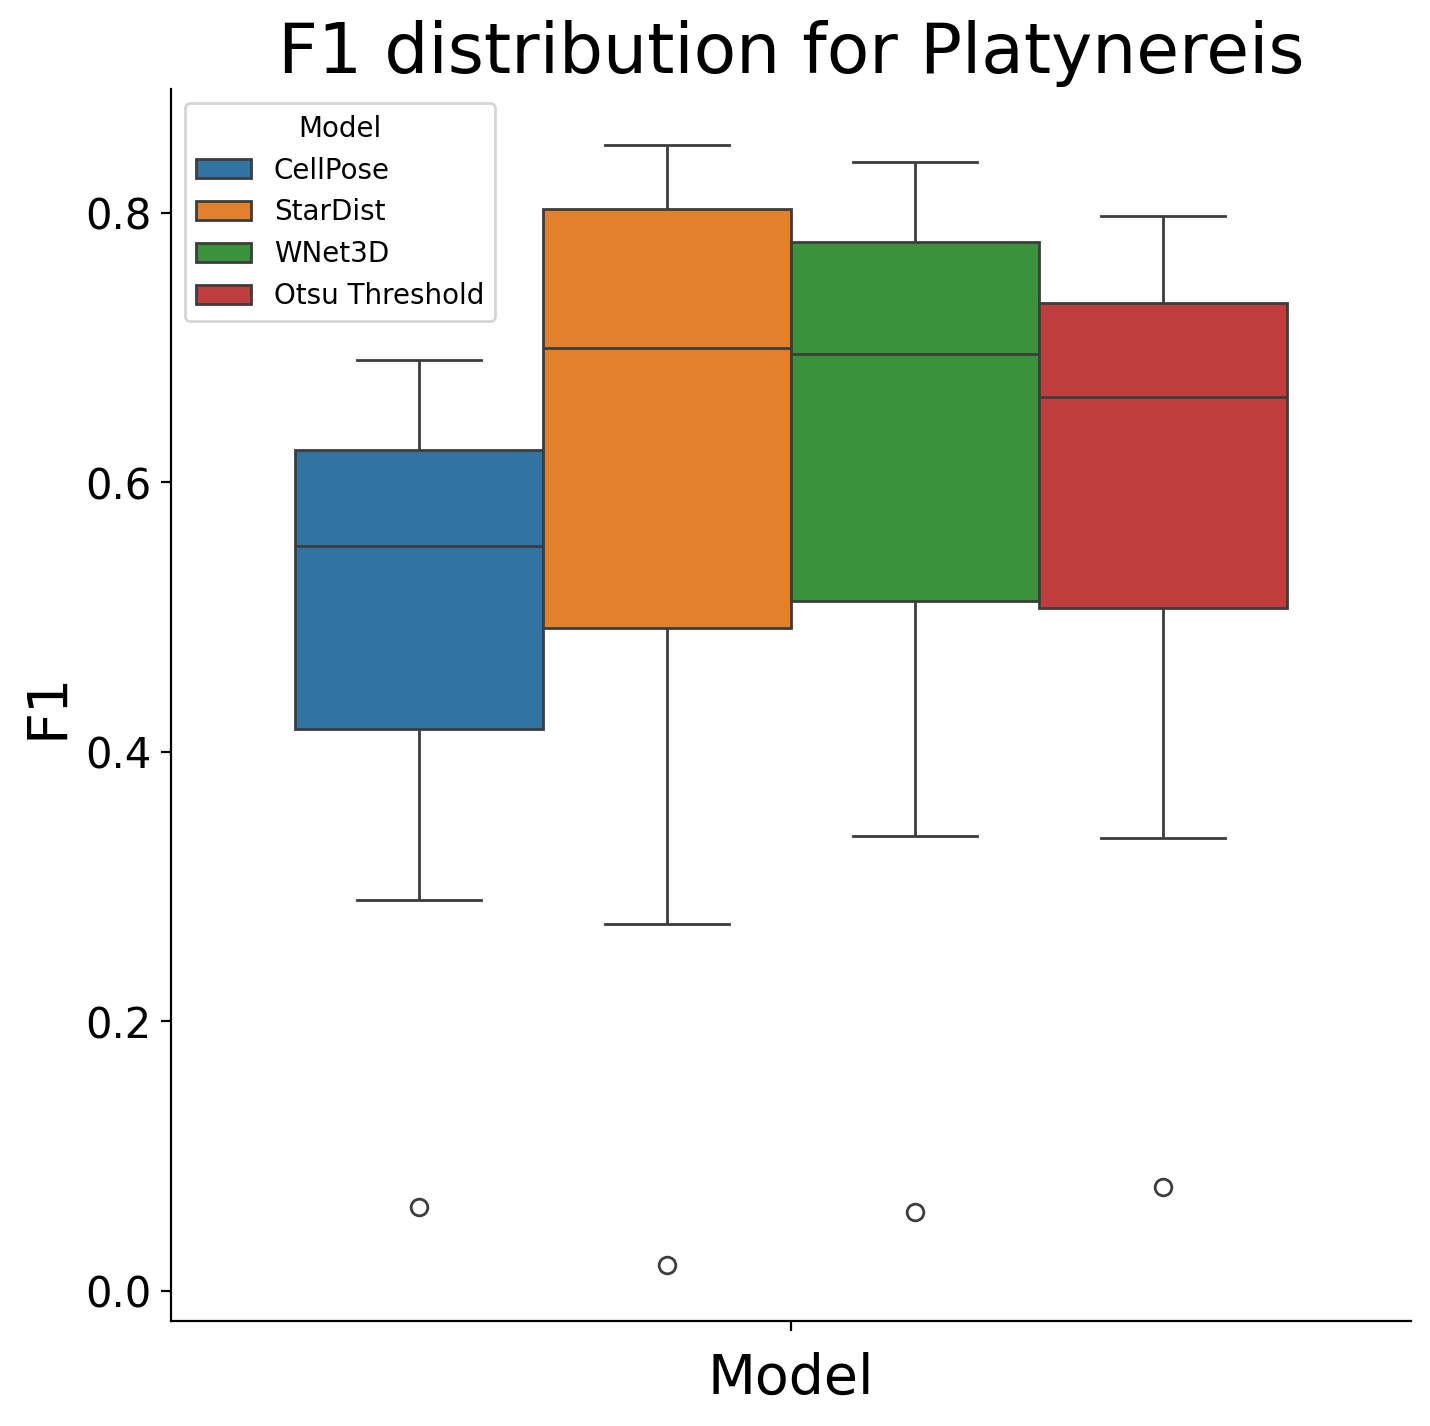 F1 distribution for Platynereis
Model
CellPose
StarDist
WNet3D
Otsu Threshold
0.8
0.6
0.4
0.2
0.0
F1
Model